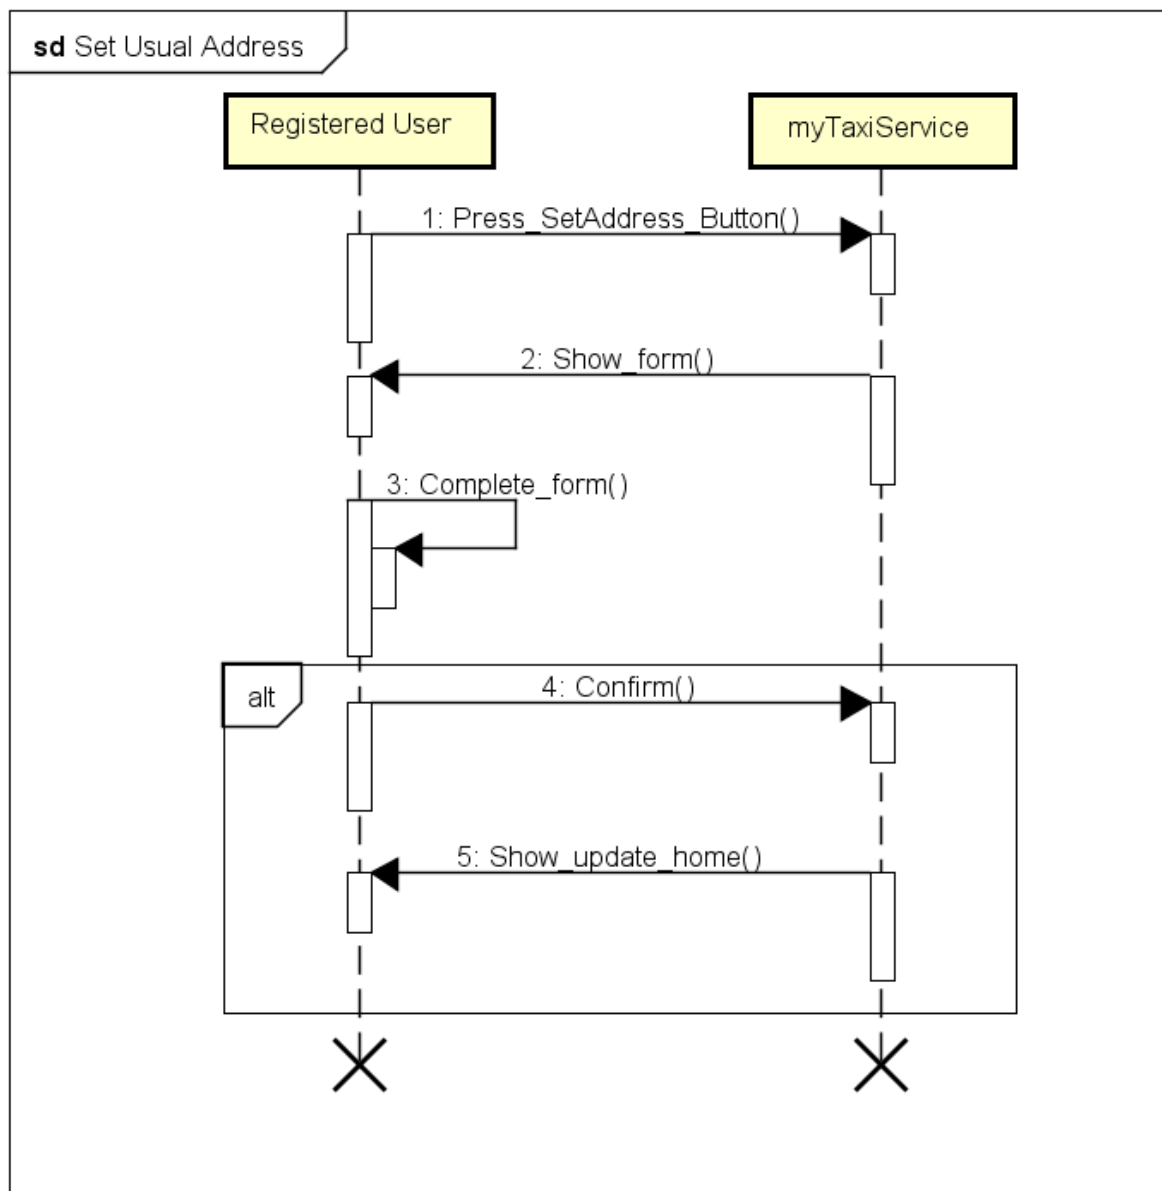 sd Set Usual Address
Registered User
myTaxiService
1: Press_SetAddress_Button()
2: Show_form()
3: Complete_form()
alt
4: Confirm()
5: Show_update_home()